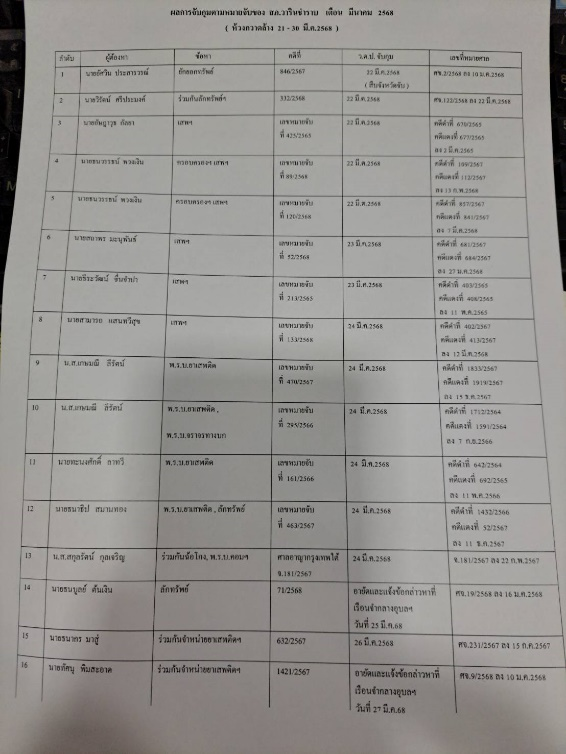 ผลการจับกุมตามหมายจับของ สภ.วารินชำราบ เดือน มีนาคม 2568
( ห้วงกวาดล้าง 21 - 30 มี.ค.2568 )
ลำดับ ผู้ต้องหา ข้อหา คดีที่ ว.ด.ป. จับกุม เลขที่หมายศาล
1 นายอัศวิน ประสาวรรณ์ ลักยอกทรัพย์ 846/2567 22 มี.ค.2568 ศจ.2/2568 ลง 10 ม.ค.2568
( สืบจังหวัดจับ )
2 นายวิรัตน์ ศรีประมงค์ ร่วมกันลักทรัพย์ฯ 332/2568 22 มี.ค.2568 ศจ.122/2568 ลง 22 มี.ค.2568
3 เสพฯ เลขหมายจับ 22 มี.ค.2568 คดีดำที่ 679/2565
ที่ 425/2565 คดีแดงที่ 677/2565
ลง 2 มี.ค.2565
4 นายธนวรรธน์ พวงเงิน ครอบครองฯ เสพฯ เลขหมายจับ 22 มี.ค.2568 คดีดำที่ 109/2567
ที่ 89/2568 คดีแดงที่ 112/2567
ลง 13 ก.พ.2568
5 นายธนวรรธน์ พวงเงิน ครอบครองฯ เสพฯ เลขหมายจับ 22 มี.ค.2568 คดีดำที่ 857/2567
ที่ 120/2568 คดีแดงที่ 841/2567
ลง 7 มี.ค.2568
6 นายสมาพร มะนูพันธ์ เสพฯ เลขหมายจับ 23 มี.ค.2568 คดีดำที่ 681/2567
ที่ 52/2568 คดีแดงที่ 684/2567
ลง 27 ม.ค.2568
7 นายธีระวัฒน์ ชื่นจำปา เสพฯ เลขหมายจับ 23 มี.ค.2568 คดีดำที่ 403/2565
ที่ 213/2565 คดีแดงที่ 408/2565
ลง 11 พ.ค.2565
8 นายสามารถ แสนทวีสุข เสพฯ เลขหมายจับ 24 มี.ค.2568 คดีดำที่ 402/2567
ที่ 133/2568 คดีแดงที่ 413/2567
ลง 12 มี.ค.2568
9 น.ส.เกษมณี สิรัตน์ พ.ร.บ.ยาเสพติด เลขหมายจับ 24 มี.ค.2568 คดีดำที่ 1833/2567
ที่ 470/2567 คดีแดงที่ 1919/2567
ลง 15 ธ.ค.2567
10 น.ส.เกษมณี สิรัตน์ พ.ร.บ.ยาเสพติด , เลขหมายจับ 24 มี.ค.2568 คดีดำที่ 1712/2564
พ.ร.บ.จราจรทางบก ที่ 295/2566 คดีแดงที่ 1591/2564
ลง 7 ก.ย.2566
11 นายทะนงศักดิ์ อาทวี พ.ร.บ.ยาเสพติด เลขหมายจับ 24 มี.ค.2568 คดีดำที่ 642/2564
ที่ 161/2566 คดีแดงที่ 692/2565
ลง 11 พ.ค.2566
12 นายธนาธิป สมานทอง พ.ร.บ.ยาเสพติด , ลักทรัพย์ เลขหมายจับ 24 มี.ค.2568 คดีดำที่ 1432/2566
ที่ 463/2567 คดีแดงที่ 52/2567
ลง 11 ธ.ค.2567
13 น.ส.สกุลรัตน์ กุลเจริญ ร่วมกันฉ้อโกง, พ.ร.บ.คอมฯ ศาลอาญากรุงเทพใต้ 24 มี.ค.2568 จ.181/2567 ลง 22 ก.พ.2567
จ.181/2567
14 นายธนบูลย์ ตันเงิน ลักทรัพย์ 71/2568 อายัดและแจ้งข้อกล่าวหาที่ ศจ.19/2568 ลง 16 ม.ค.2568
เรือนจำกลางอุบลฯ
วันที่ 25 มี.ค.68
15 นายธนากร มาสู่ ร่วมกันจำหน่ายยาเสพติดฯ 632/2567 26 มี.ค.2568 ศจ.231/2567 ลง 15 ก.ค.2567
16 นายทัศนุ พิมสะอาด ร่วมกันจำหน่ายยาเสพติดฯ 1421/2567 อายัดและแจ้งข้อกล่าวหาที่ ศจ.9/2568 ลง 10 ม.ค.2568
เรือนจำกลางอุบลฯ
วันที่ 27 มี.ค.68